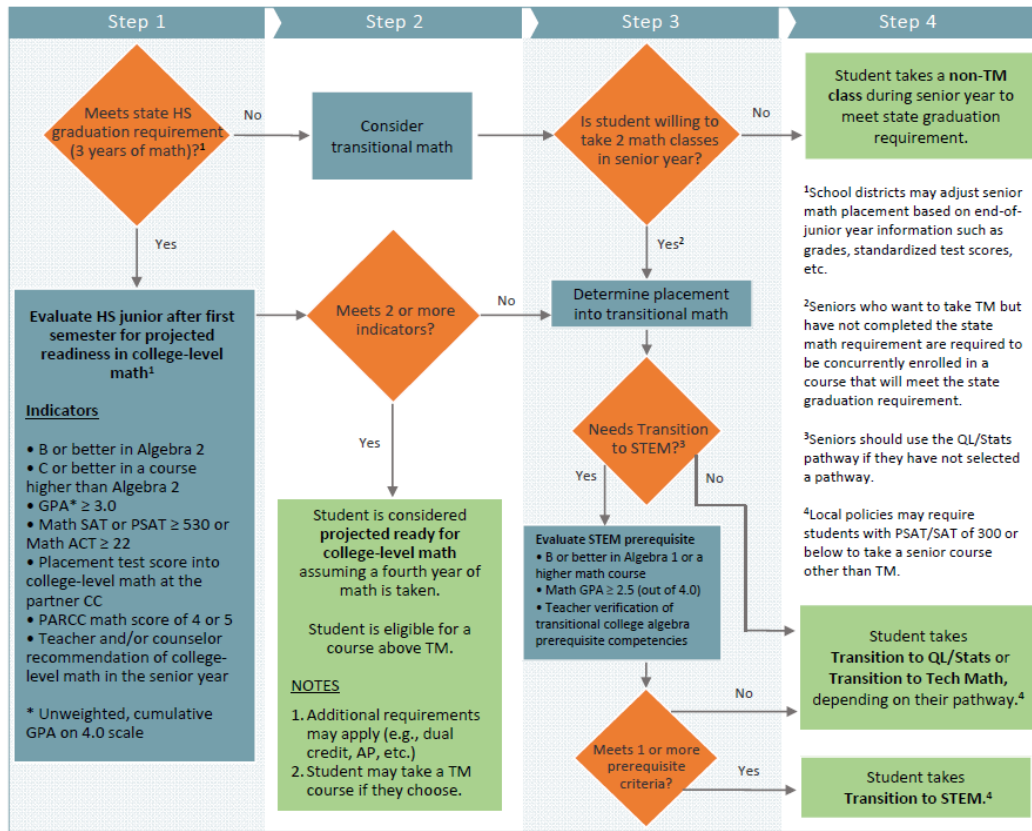 Step 1
Step 2
Step 3
Step 4
Meets state HS
graduation requirement
(3 years of math)?¹
No
Yes
Evaluate HS junior after first
semester for projected
readiness in college-level
math¹
Indicators
• B or better in Algebra 2
• C or better in a course
higher than Algebra 2
• GPA* ≥ 3.0
• Math SAT or PSAT ≥ 530 or
Math ACT ≥ 22
• Placement test score into
college-level math at the
partner CC
• PARCC math score of 4 or 5
• Teacher and/or counselor
recommendation of college-
level math in the senior year
* Unweighted, cumulative
GPA on 4.0 scale
Consider
transitional math
Meets 2 or more
indicators?
No
Yes
Student is considered
projected ready for
college-level math
assuming a fourth year of
math is taken.
Student is eligible for a
course above TM.
NOTES
1. Additional requirements
may apply (e.g., dual
credit, AP, etc.)
2. Student may take a TM
course if they choose.
Is student willing to
take 2 math classes
in senior year?
No
Yes²
Determine placement
into transitional math
Needs Transition
to STEM?³
Yes
No
Evaluate STEM prerequisite
• B or better in Algebra 1 or a
higher math course
• Math GPA ≥ 2.5 (out of 4.0)
• Teacher verification of
transitional college algebra
prerequisite competencies
Meets 1 or more
prerequisite
criteria?
No
Yes
Student takes a non-TM
class during senior year to
meet state graduation
requirement.
¹School districts may adjust senior
math placement based on end-of-
junior year information such as
grades, standardized test scores,
etc.
²Seniors who want to take TM but
have not completed the state
math requirement are required to
be concurrently enrolled in a
course that will meet the state
graduation requirement.
³Seniors should use the QL/Stats
pathway if they have not selected
a pathway.
⁴Local policies may require
students with PSAT/SAT of 300 or
below to take a senior course
other than TM.
Student takes
Transition to QL/Stats or
Transition to Tech Math,
depending on their pathway.⁴
Student takes
Transition to STEM.⁴